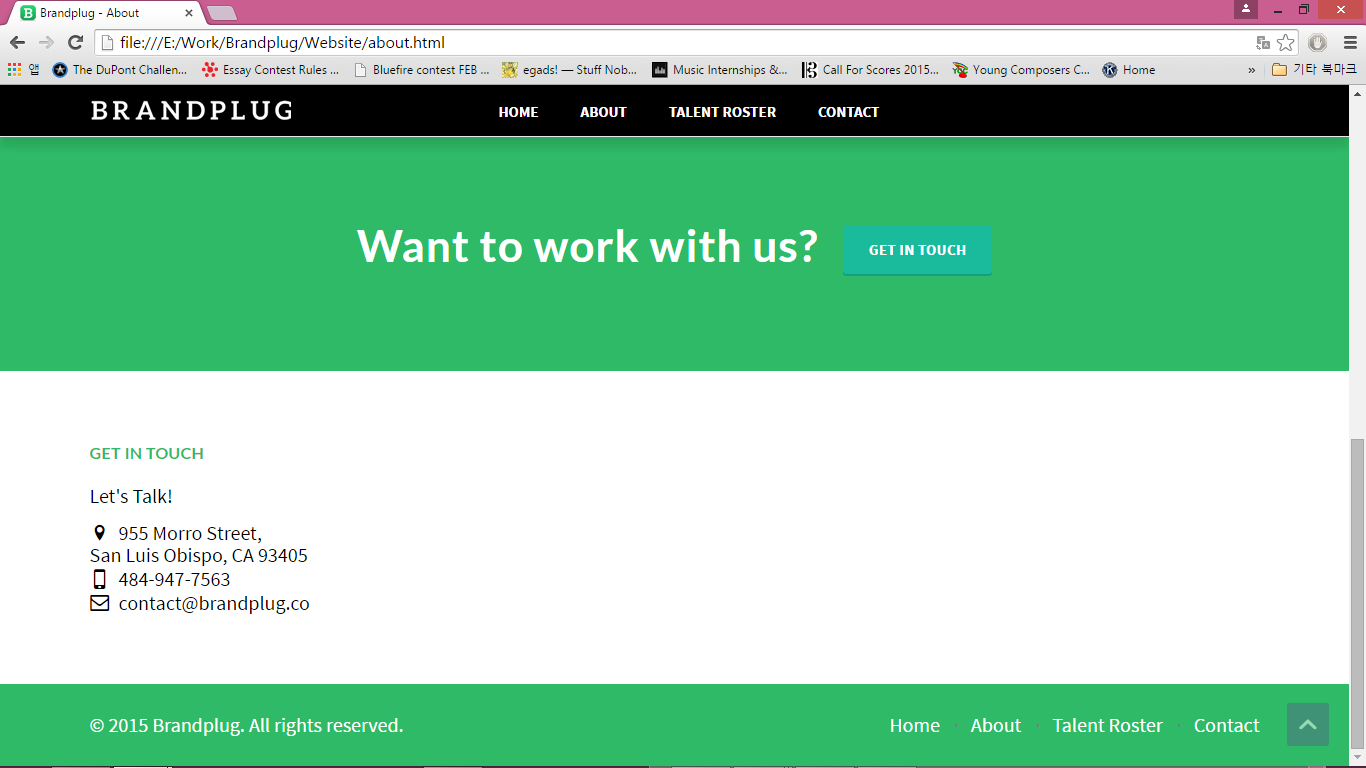 Brandplug - About
file:///E:/Work/Brandplug/Website/about.html
앱 The DuPont Challen... Essay Contest Rules ... Bluefire contest FEB ... egads! — Stuff Nob... Music Internships &... Call For Scores 2015... Young Composers C... Home » 기타 북마크
BRANDPLUG HOME ABOUT TALENT ROSTER CONTACT
Want to work with us? GET IN TOUCH
GET IN TOUCH
Let's Talk!
955 Morro Street,
San Luis Obispo, CA 93405
484-947-7563
contact@brandplug.co
© 2015 Brandplug. All rights reserved. Home · About · Talent Roster · Contact